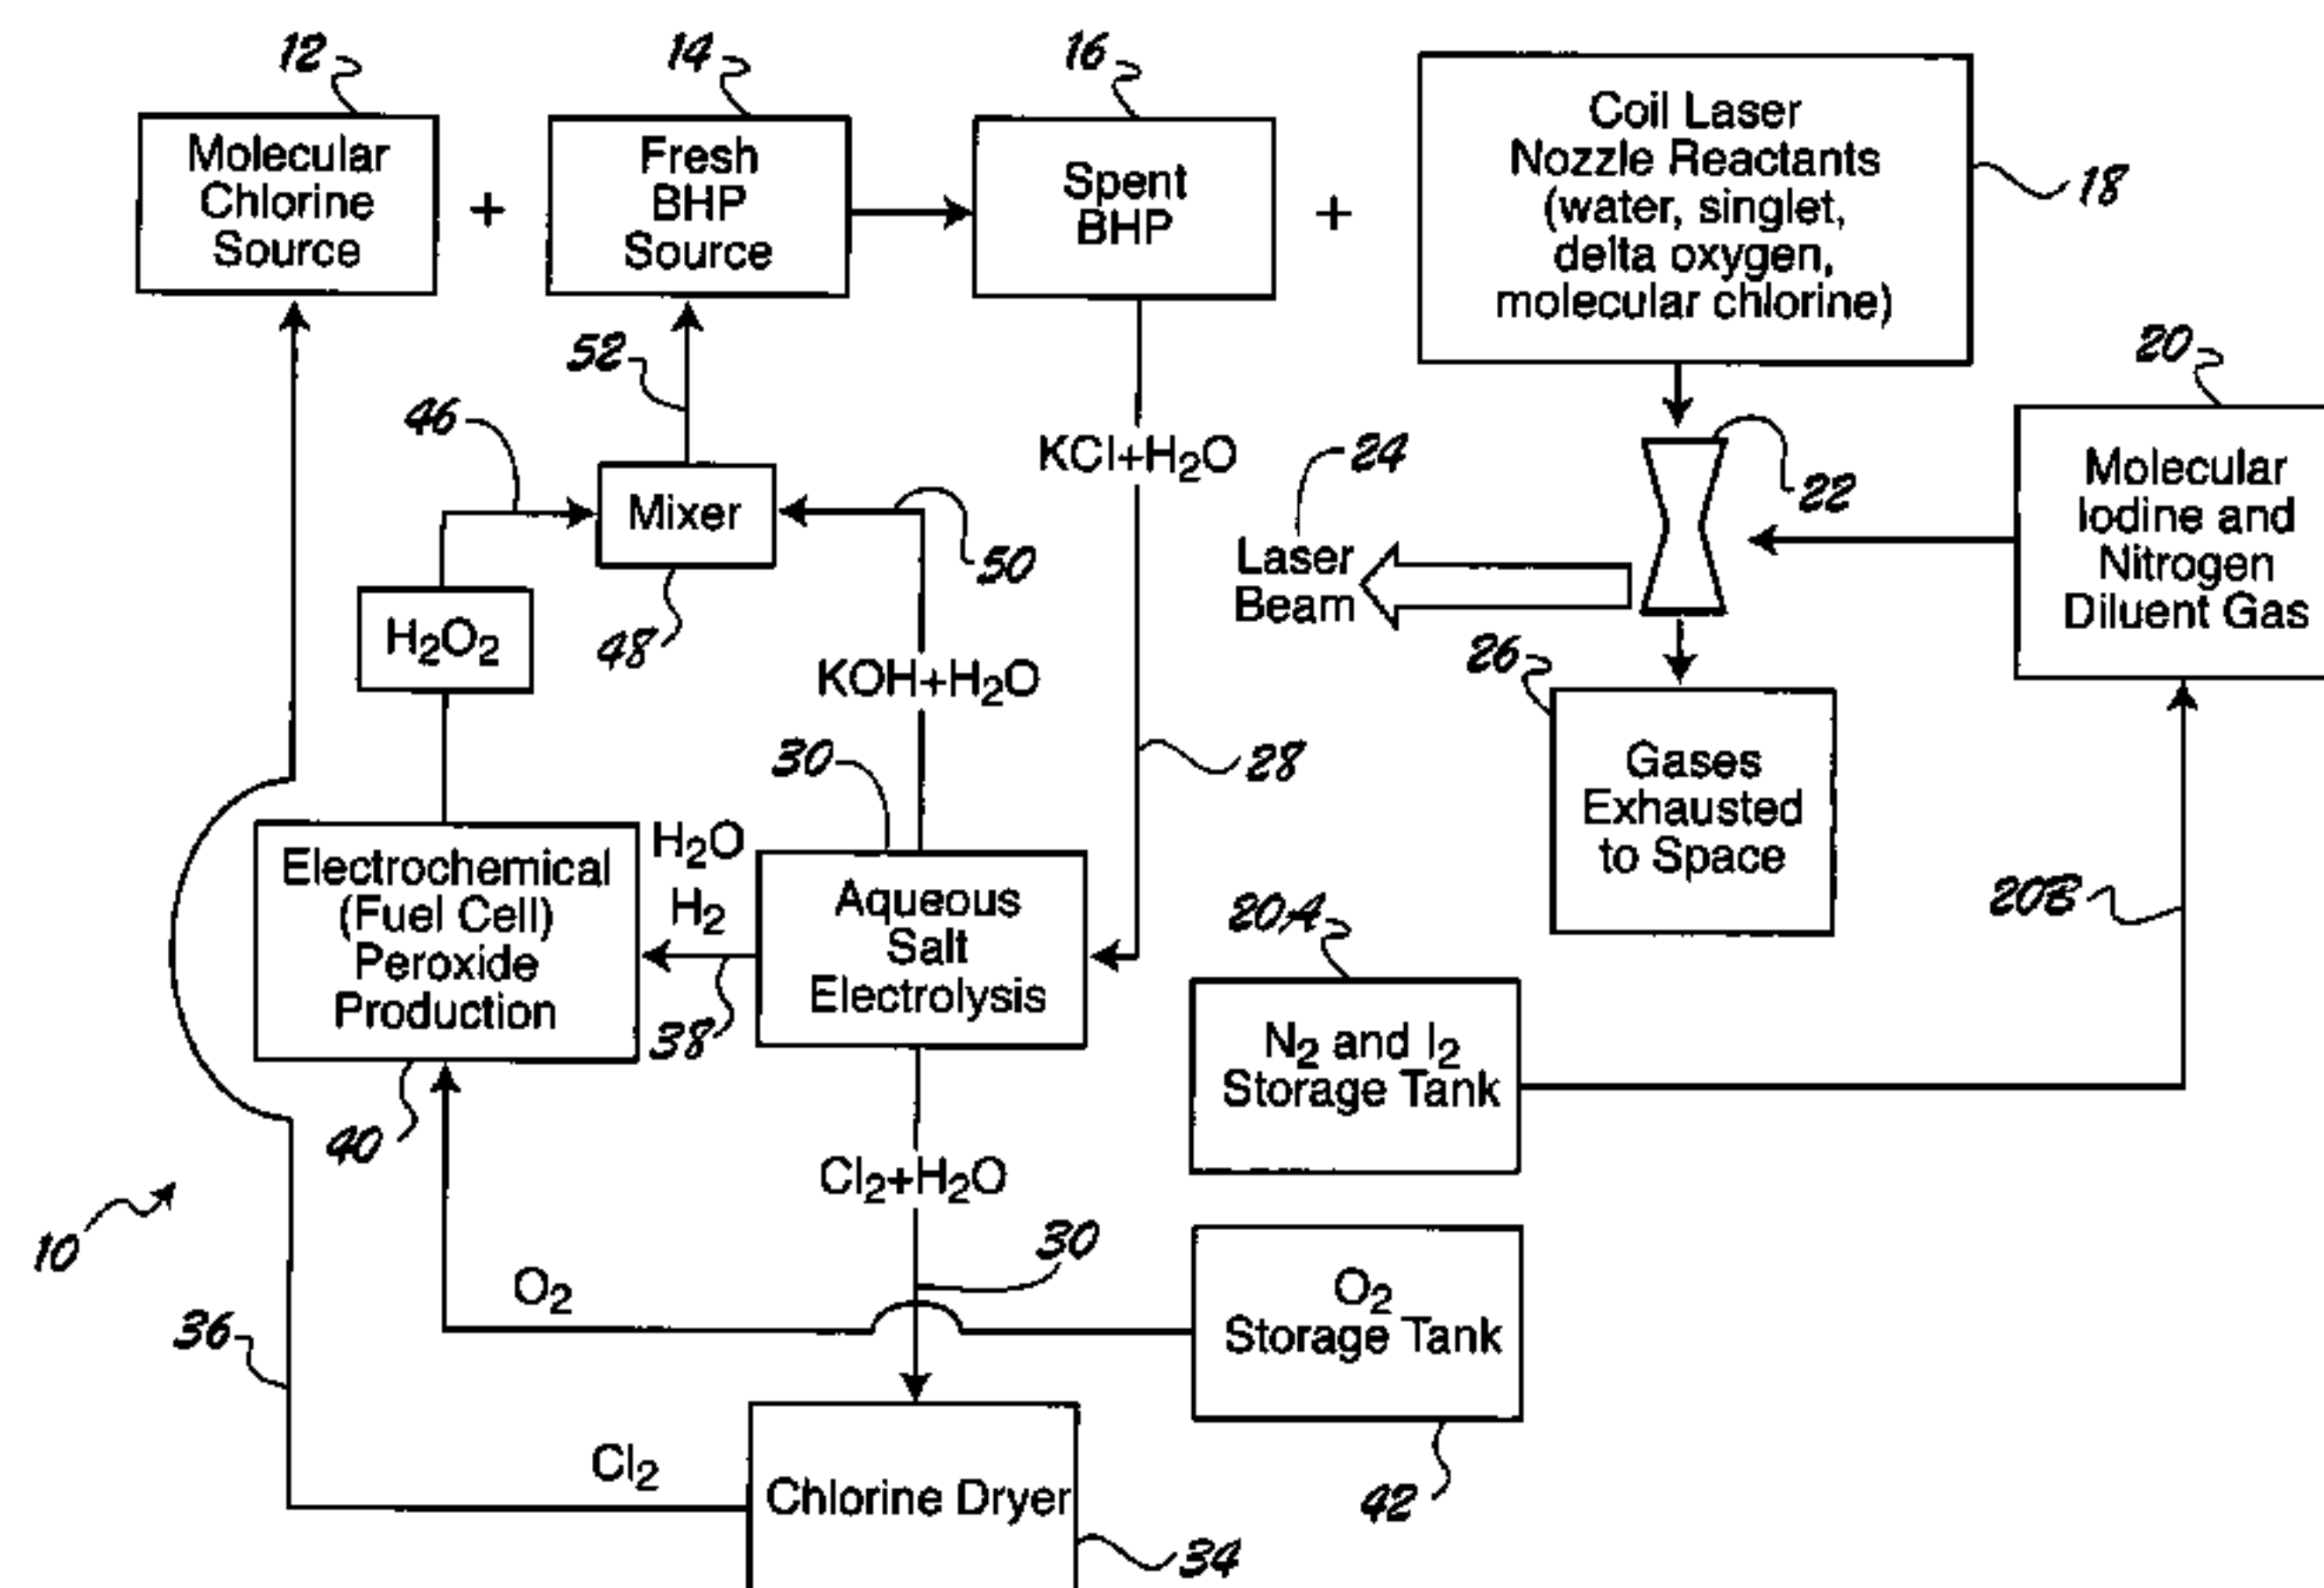 12
14
16
Molecular
Chlorine
Source
+
Fresh
BHP
Source
Spent
BHP
+
Coil Laser
Nozzle Reactants
(water, singlet,
delta oxygen,
molecular chlorine)
18
20
52
46
Mixer
50
48
KCl+H2O
24
Laser
Beam
22
Molecular
Iodine and
Nitrogen
Diluent Gas
H2O2
KOH+H2O
26
Gases
Exhausted
to Space
30
28
Electrochemical
(Fuel Cell)
Peroxide
Production
H2O
H2
38
Aqueous
Salt
Electrolysis
20A
20B
N2 and I2
Storage Tank
40
Cl2+H2O
10
30
O2
O2
Storage Tank
36
42
Cl2
Chlorine Dryer
34